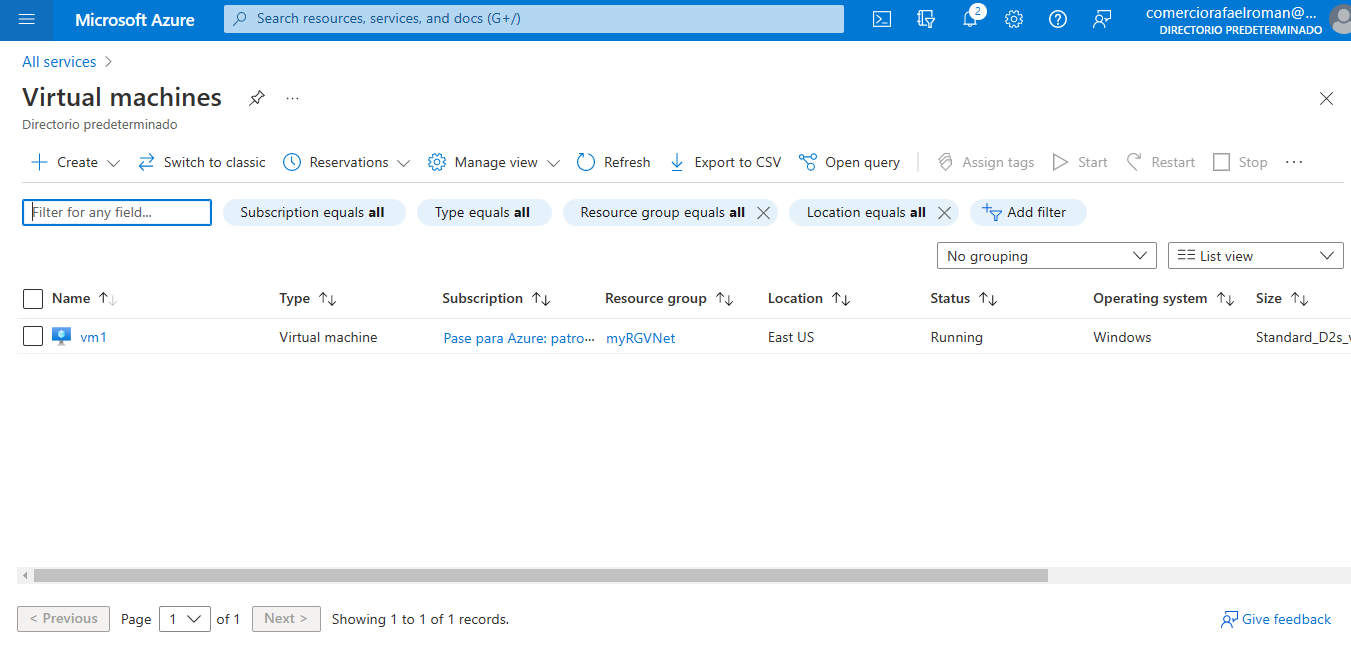 Microsoft Azure
Search resources, services, and docs (G+/)
2
comerciorafaelroman@...
DIRECTORIO PREDETERMINADO
All services
Virtual machines
Directorio predeterminado
Create Switch to classic Reservations Manage view Refresh Export to CSV Open query Assign tags Start Restart Stop
Filter for any field... Subscription equals all Type equals all Resource group equals all Location equals all Add filter
No grouping List view
Name Type Subscription Resource group Location Status Operating system Size
vm1 Virtual machine Pase para Azure: patro... myRGVNet East US Running Windows Standard_D2s_v
< Previous Page 1 of 1 Next > Showing 1 to 1 of 1 records. Give feedback